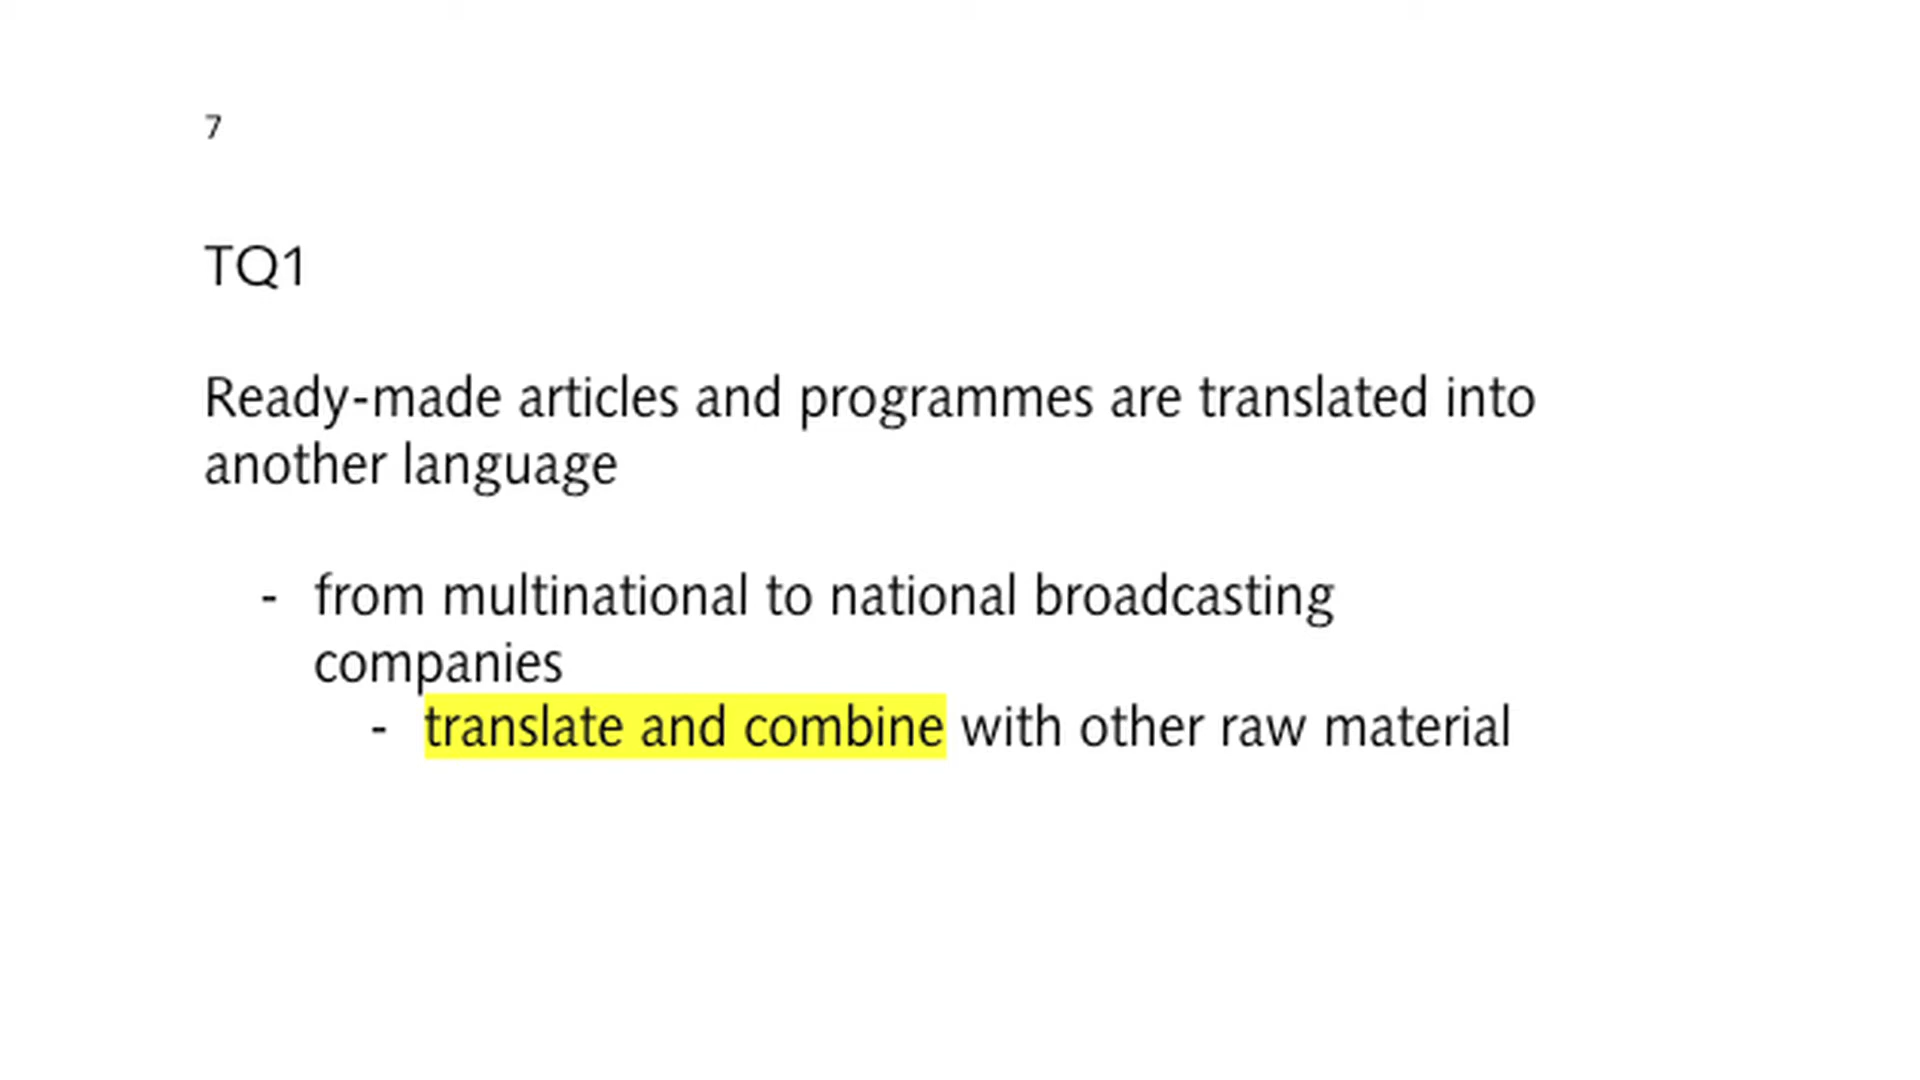 7
TQ1
Ready-made articles and programmes are translated into
another language
- from multinational to national broadcasting
companies
- translate and combine with other raw material